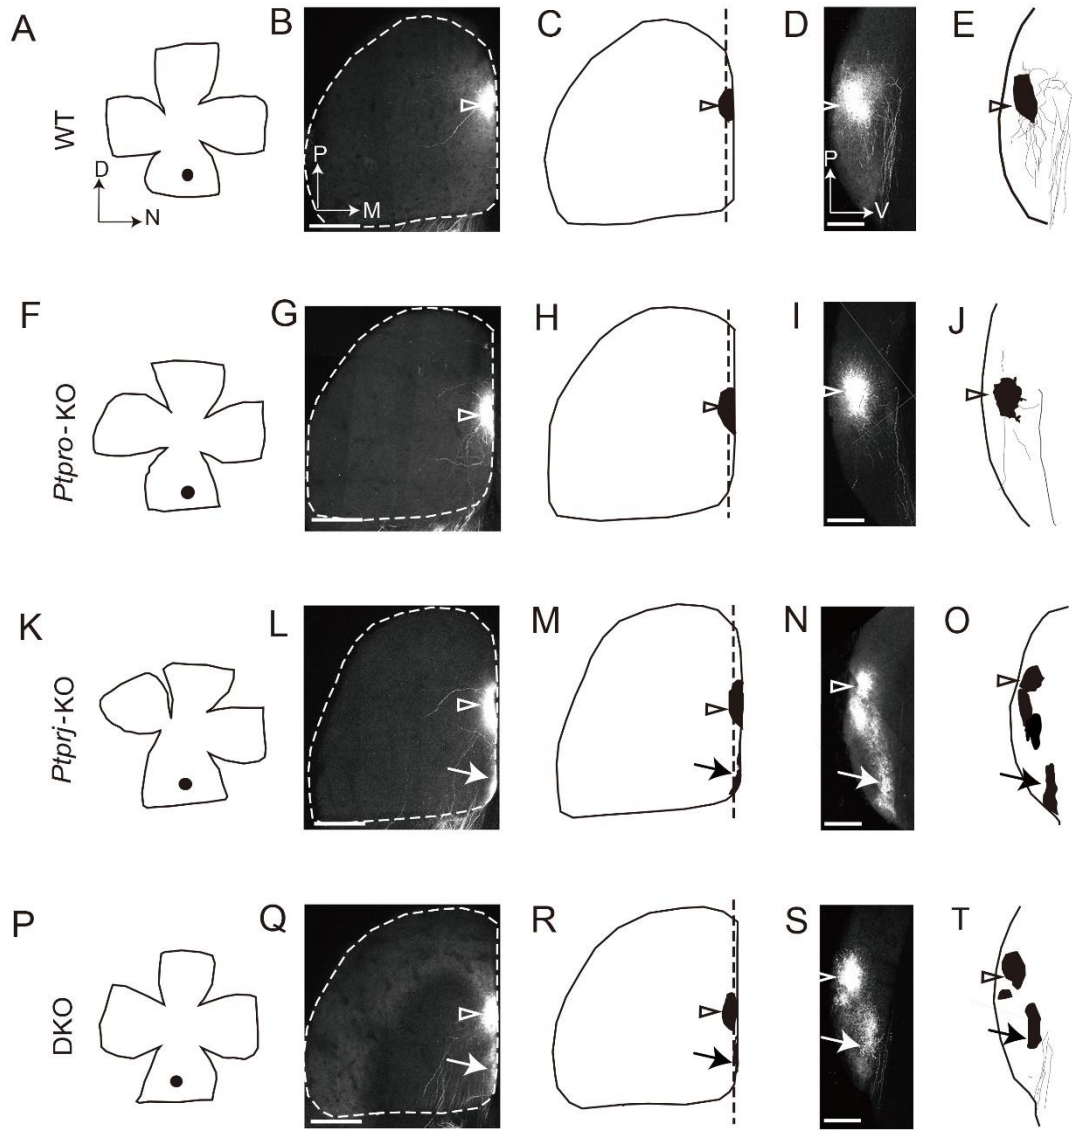 A B C D E
WT
D
N
P
M
P
V
F G H I J
Ptpro-KO
K L M N O
Ptprj-KO
P Q R S T
DKO